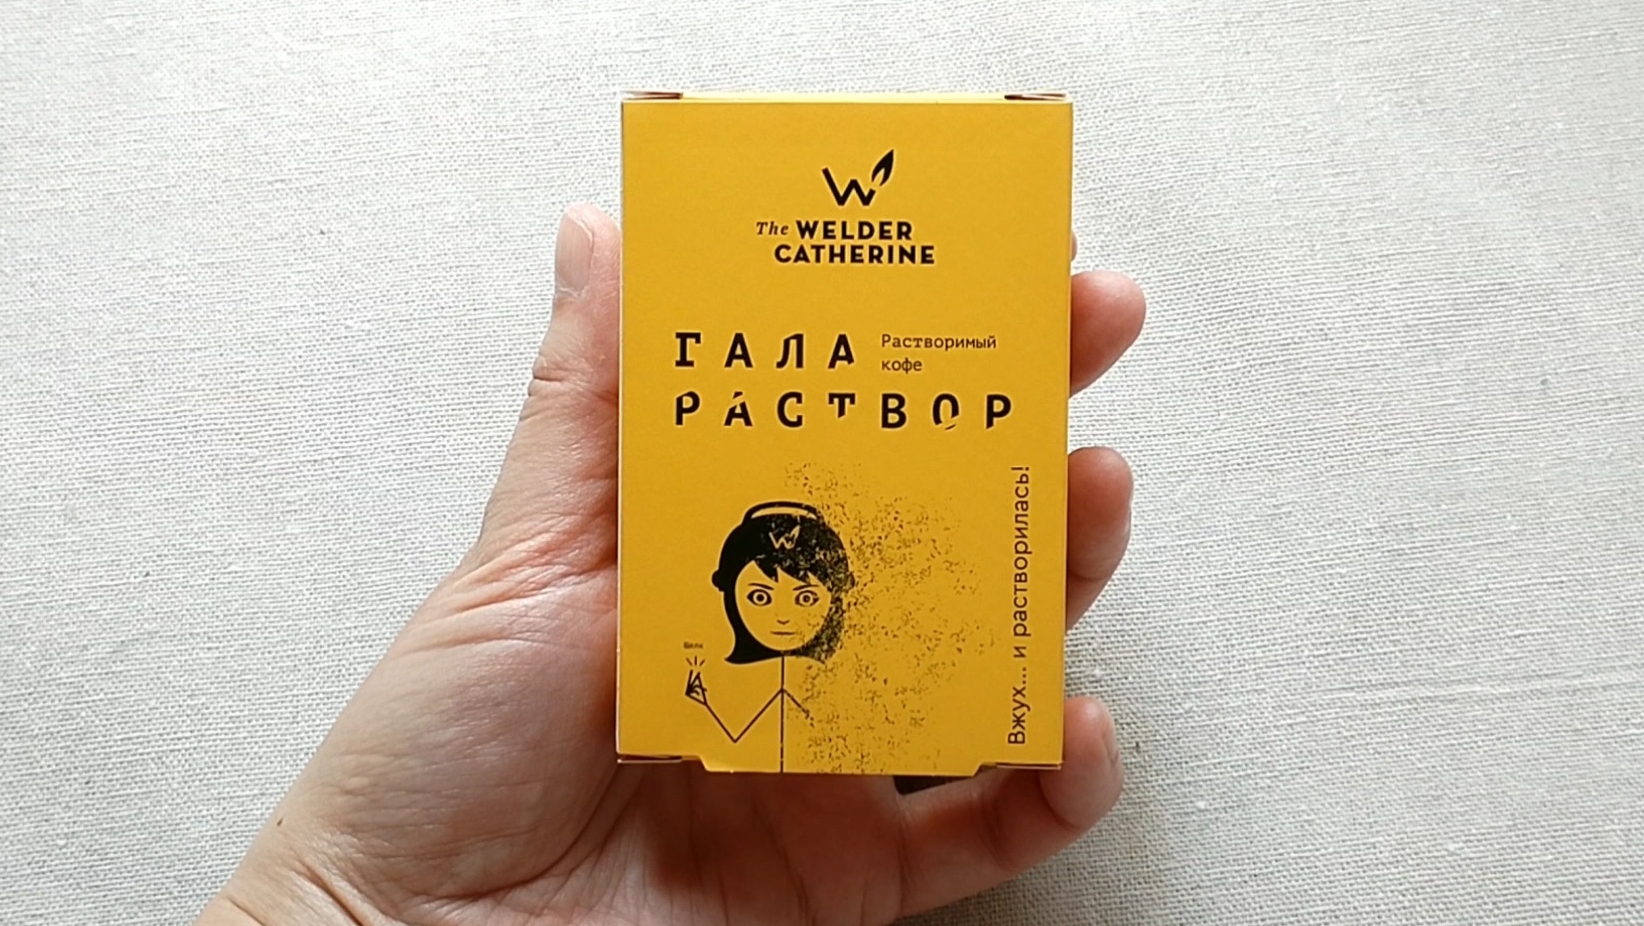 The WELDER
CATHERINE
ГАЛА
РАСТВОР
Растворимый
кофе
Вжух... и растворилась!